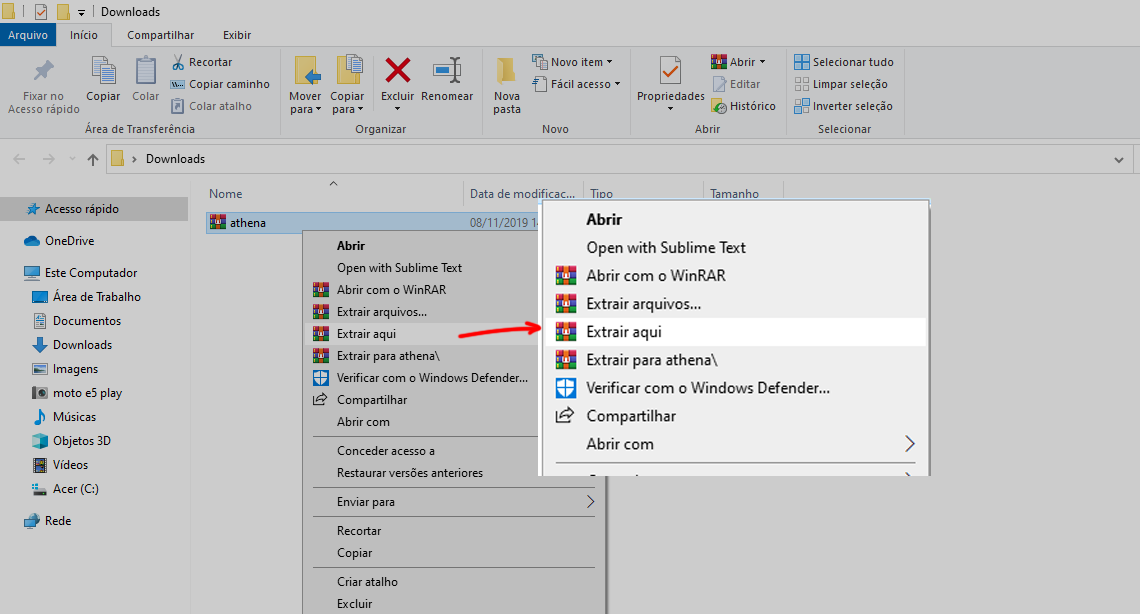 Downloads
Arquivo Início Compartilhar Exibir
Fixar no Acesso rápido
Copiar
Colar
Recortar
Copiar caminho
Colar atalho
Área de Transferência
Mover para
Copiar para
Excluir
Renomear
Organizar
Nova pasta
Novo item
Fácil acesso
Novo
Propriedades
Abrir
Editar
Histórico
Abrir
Selecionar tudo
Limpar seleção
Inverter seleção
Selecionar
Downloads
Acesso rápido
OneDrive
Este Computador
Área de Trabalho
Documentos
Downloads
Imagens
moto e5 play
Músicas
Objetos 3D
Vídeos
Acer (C:)
Rede
Nome Data de modificaç... Tipo Tamanho
athena 08/11/2019
Abrir
Open with Sublime Text
Abrir com o WinRAR
Extrair arquivos...
Extrair aqui
Extrair para athena\
Verificar com o Windows Defender...
Compartilhar
Abrir com
Conceder acesso a
Restaurar versões anteriores
Enviar para
Recortar
Copiar
Criar atalho
Excluir
Abrir
Open with Sublime Text
Abrir com o WinRAR
Extrair arquivos...
Extrair aqui
Extrair para athena\
Verificar com o Windows Defender...
Compartilhar
Abrir com